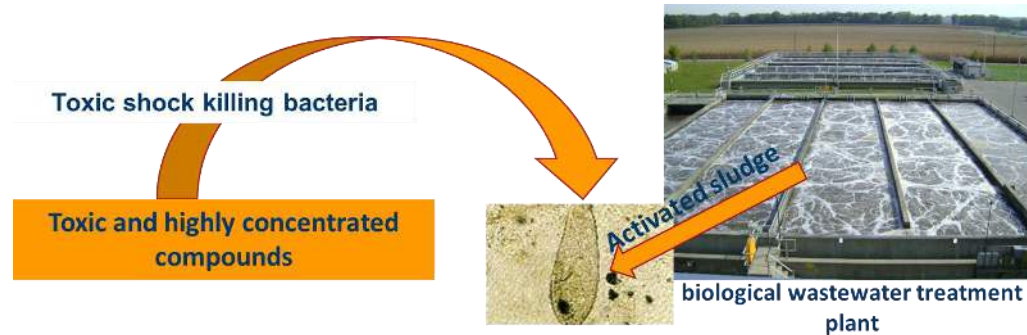 Toxic shock killing bacteria
Toxic and highly concentrated
compounds
Activated sludge
biological wastewater treatment
plant